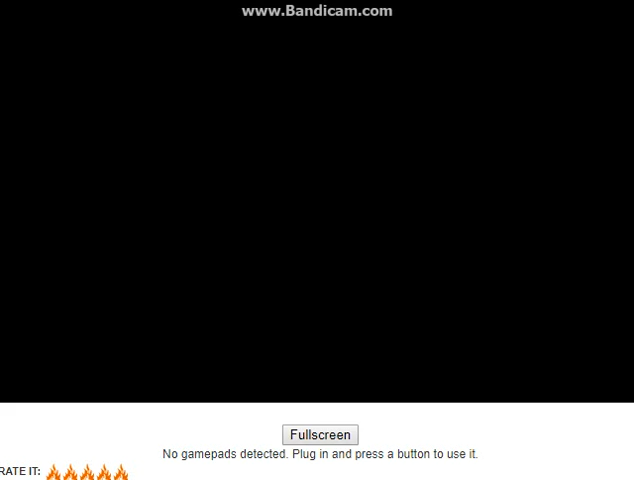 www.Bandicam.com
Fullscreen
No gamepads detected. Plug in and press a button to use it.
RATE IT: